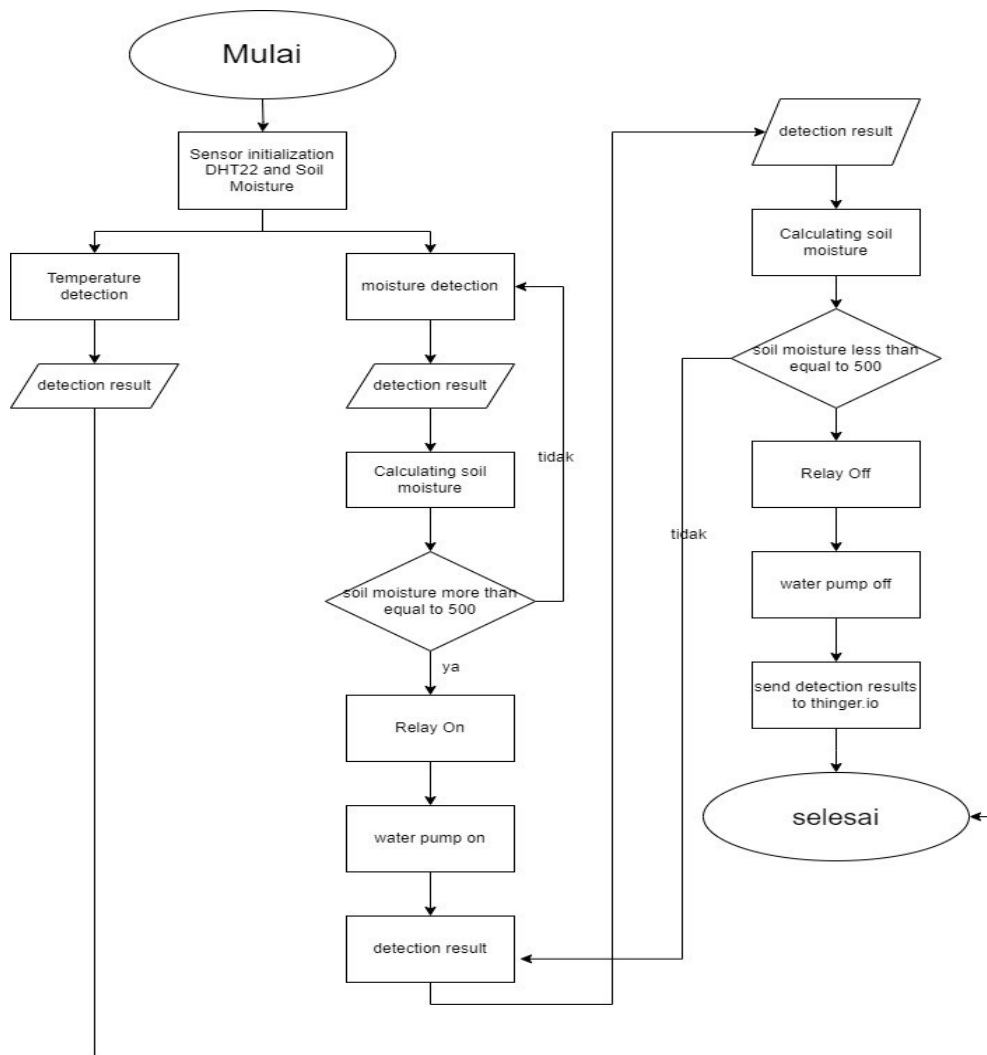 Mulai
Sensor initialization
DHT22 and Soil
Moisture
Temperature
detection
detection result
moisture detection
detection result
Calculating soil
moisture
tidak
soil moisture more than
equal to 500
ya
Relay On
water pump on
detection result
detection result
Calculating soil
moisture
soil moisture less than
equal to 500
tidak
Relay Off
water pump off
send detection results
to thinger.io
selesai